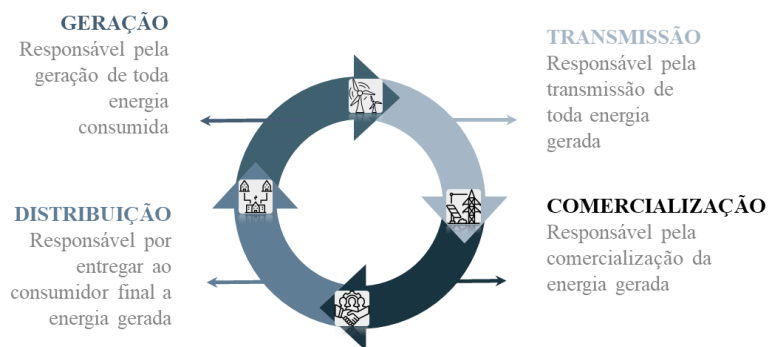 GERAÇÃO
Responsável pela
geração de toda
energia
consumida
TRANSMISSÃO
Responsável pela
transmissão de
toda energia
gerada
DISTRIBUIÇÃO
Responsável por
entregar ao
consumidor final a
energia gerada
COMERCIALIZAÇÃO
Responsável pela
comercialização da
energia gerada